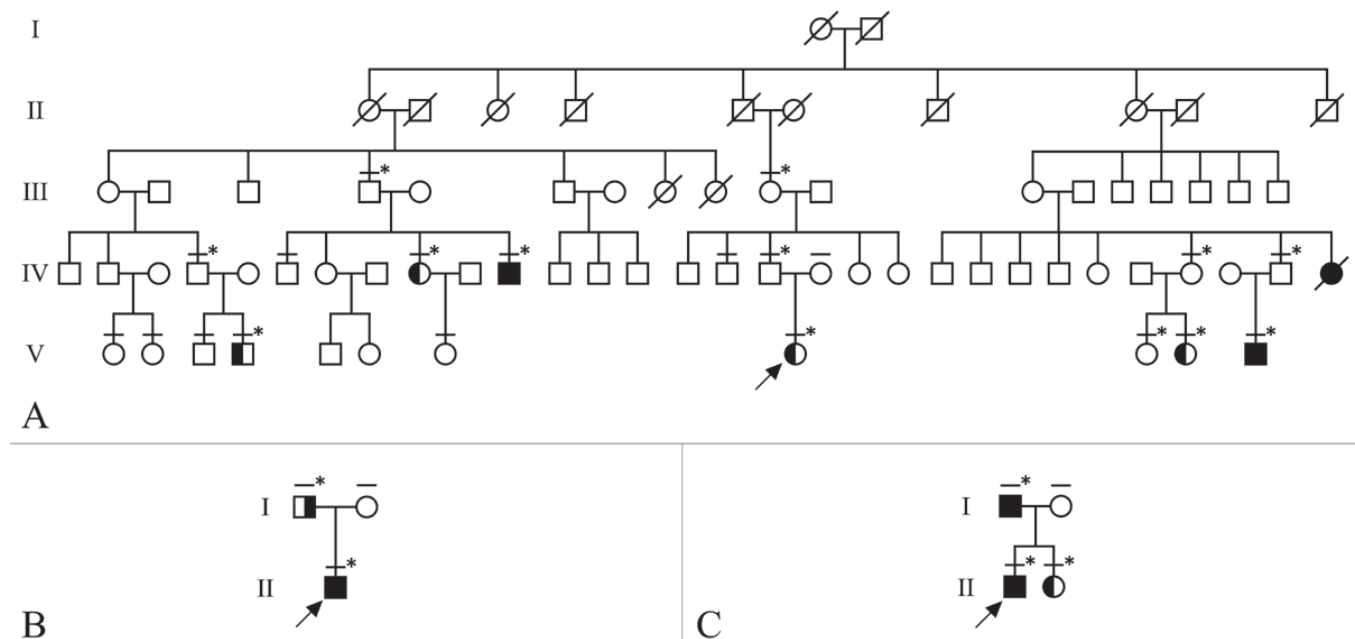 I
II
* *
III
* * * * * *
IV
* * * * *
V
A
* *
I I
* * *
II II
B C